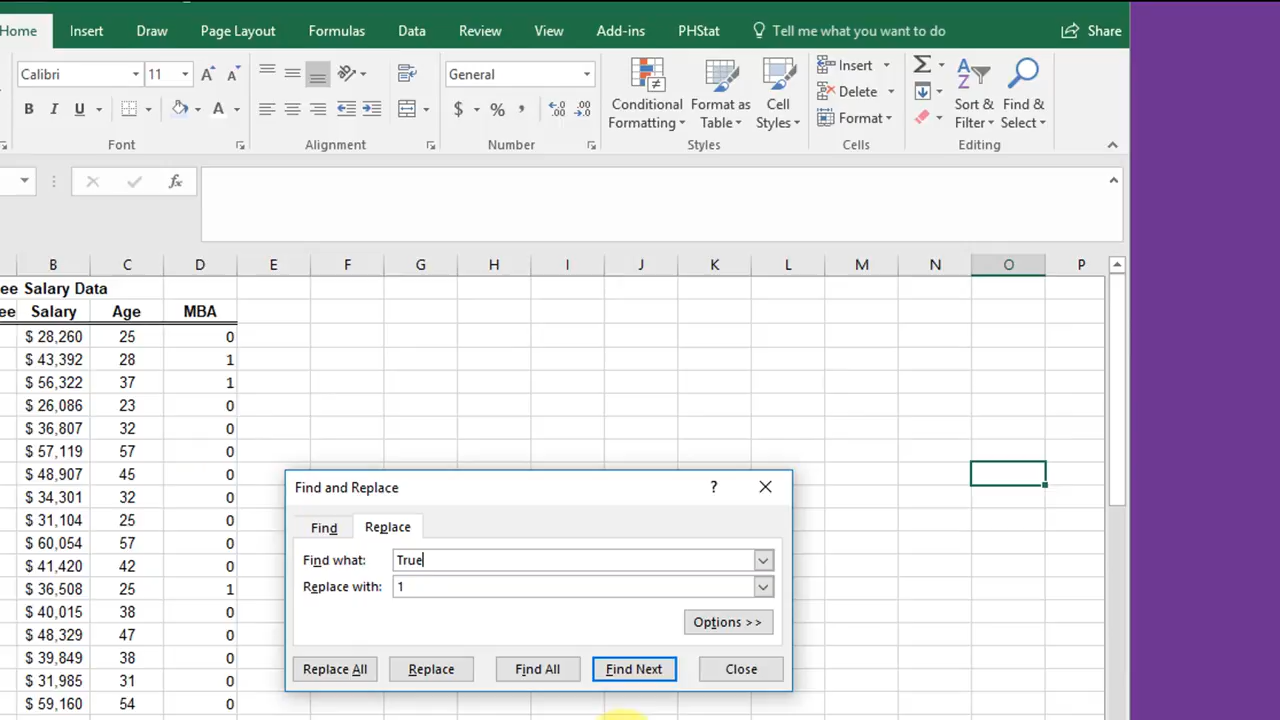 Home Insert Draw Page Layout Formulas Data Review View Add-ins PHStat Tell me what you want to do Share
Calibri 11 A A General Insert Σ
B I U A $ % , Conditional Formatting Format as Table Cell Styles Delete Format Sort & Filter Find & Select
Font Alignment Number Styles Cells Editing
fx
B C D E F G H I J K L M N O P
ee Salary Data
ee Salary Age MBA
$ 28,260 25 0
$ 43,392 28 1
$ 56,322 37 1
$ 26,086 23 0
$ 36,807 32 0
$ 57,119 57 0
$ 48,907 45 0
$ 34,301 32 0
$ 31,104 25 0
$ 60,054 57 0
$ 41,420 42 0
$ 36,508 25 1
$ 40,015 38 0
$ 48,329 47 0
$ 39,849 38 0
$ 31,985 31 0
$ 59,160 54 0
Find and Replace ?
Find Replace
Find what: True
Replace with: 1
Options >>
Replace All Replace Find All Find Next Close